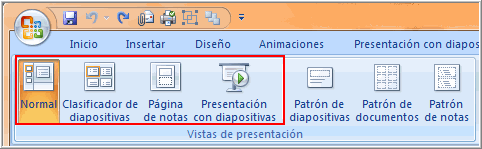 Inicio Insertar Diseño Animaciones Presentación con diapos
Normal Clasificador de diapositivas Página de notas Presentación con diapositivas Patrón de diapositivas Patrón de documentos Patrón de notas
Vistas de presentación